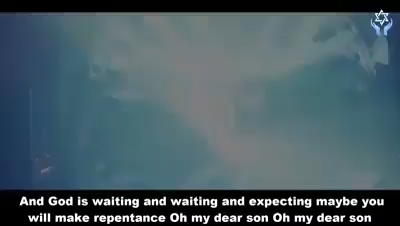 And God is waiting and waiting and expecting maybe you
will make repentance Oh my dear son Oh my dear son